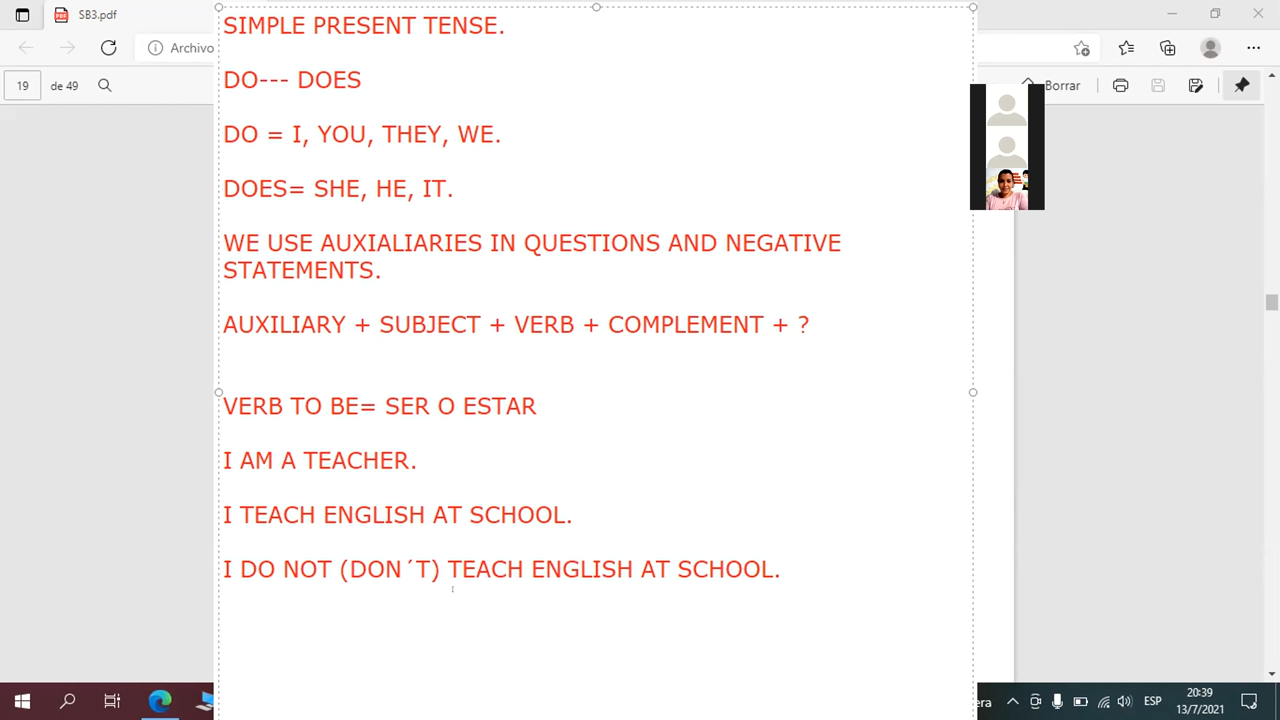 SB3.pdf
Archivo
19 de 49
Borrar
SIMPLE PRESENT TENSE.
DO--- DOES
DO = I, YOU, THEY, WE.
DOES= SHE, HE, IT.
WE USE AUXIALIARIES IN QUESTIONS AND NEGATIVE
STATEMENTS.
AUXILIARY + SUBJECT + VERB + COMPLEMENT + ?
VERB TO BE= SER O ESTAR
I AM A TEACHER.
I TEACH ENGLISH AT SCHOOL.
I DO NOT (DON´T) TEACH ENGLISH AT SCHOOL.
ESP
20:39
13/7/2021